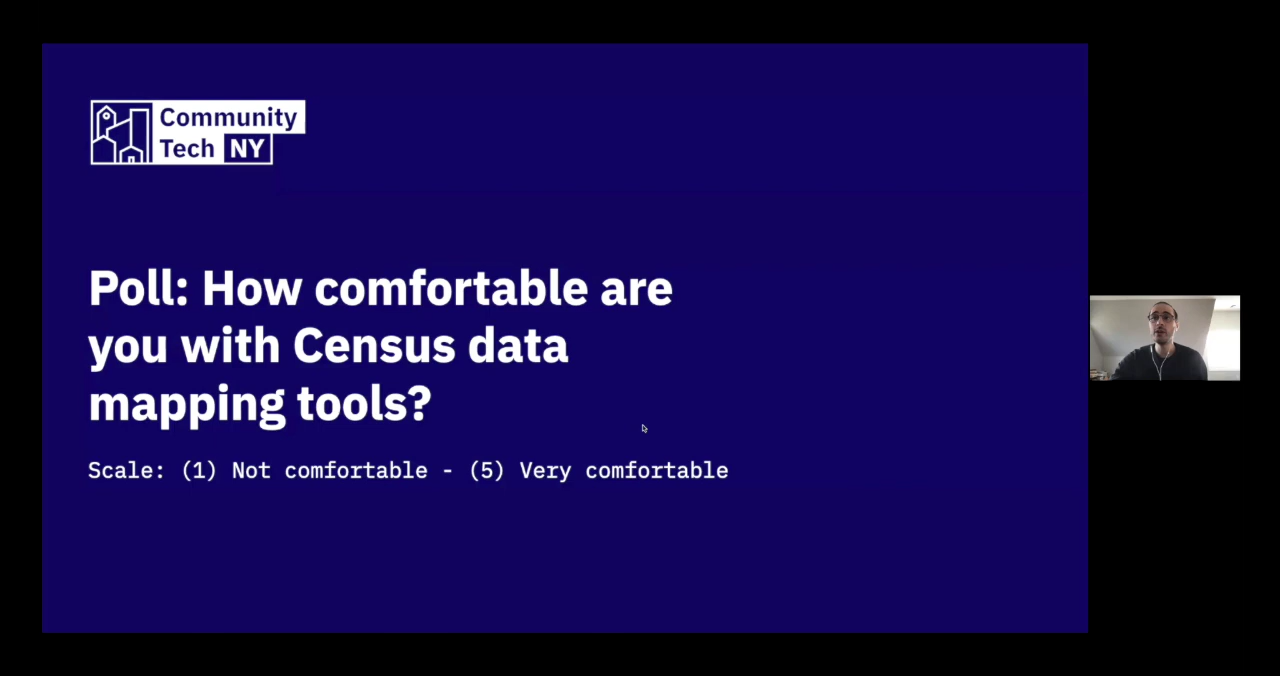 Community
Tech NY
Poll: How comfortable are
you with Census data
mapping tools?
Scale: (1) Not comfortable - (5) Very comfortable